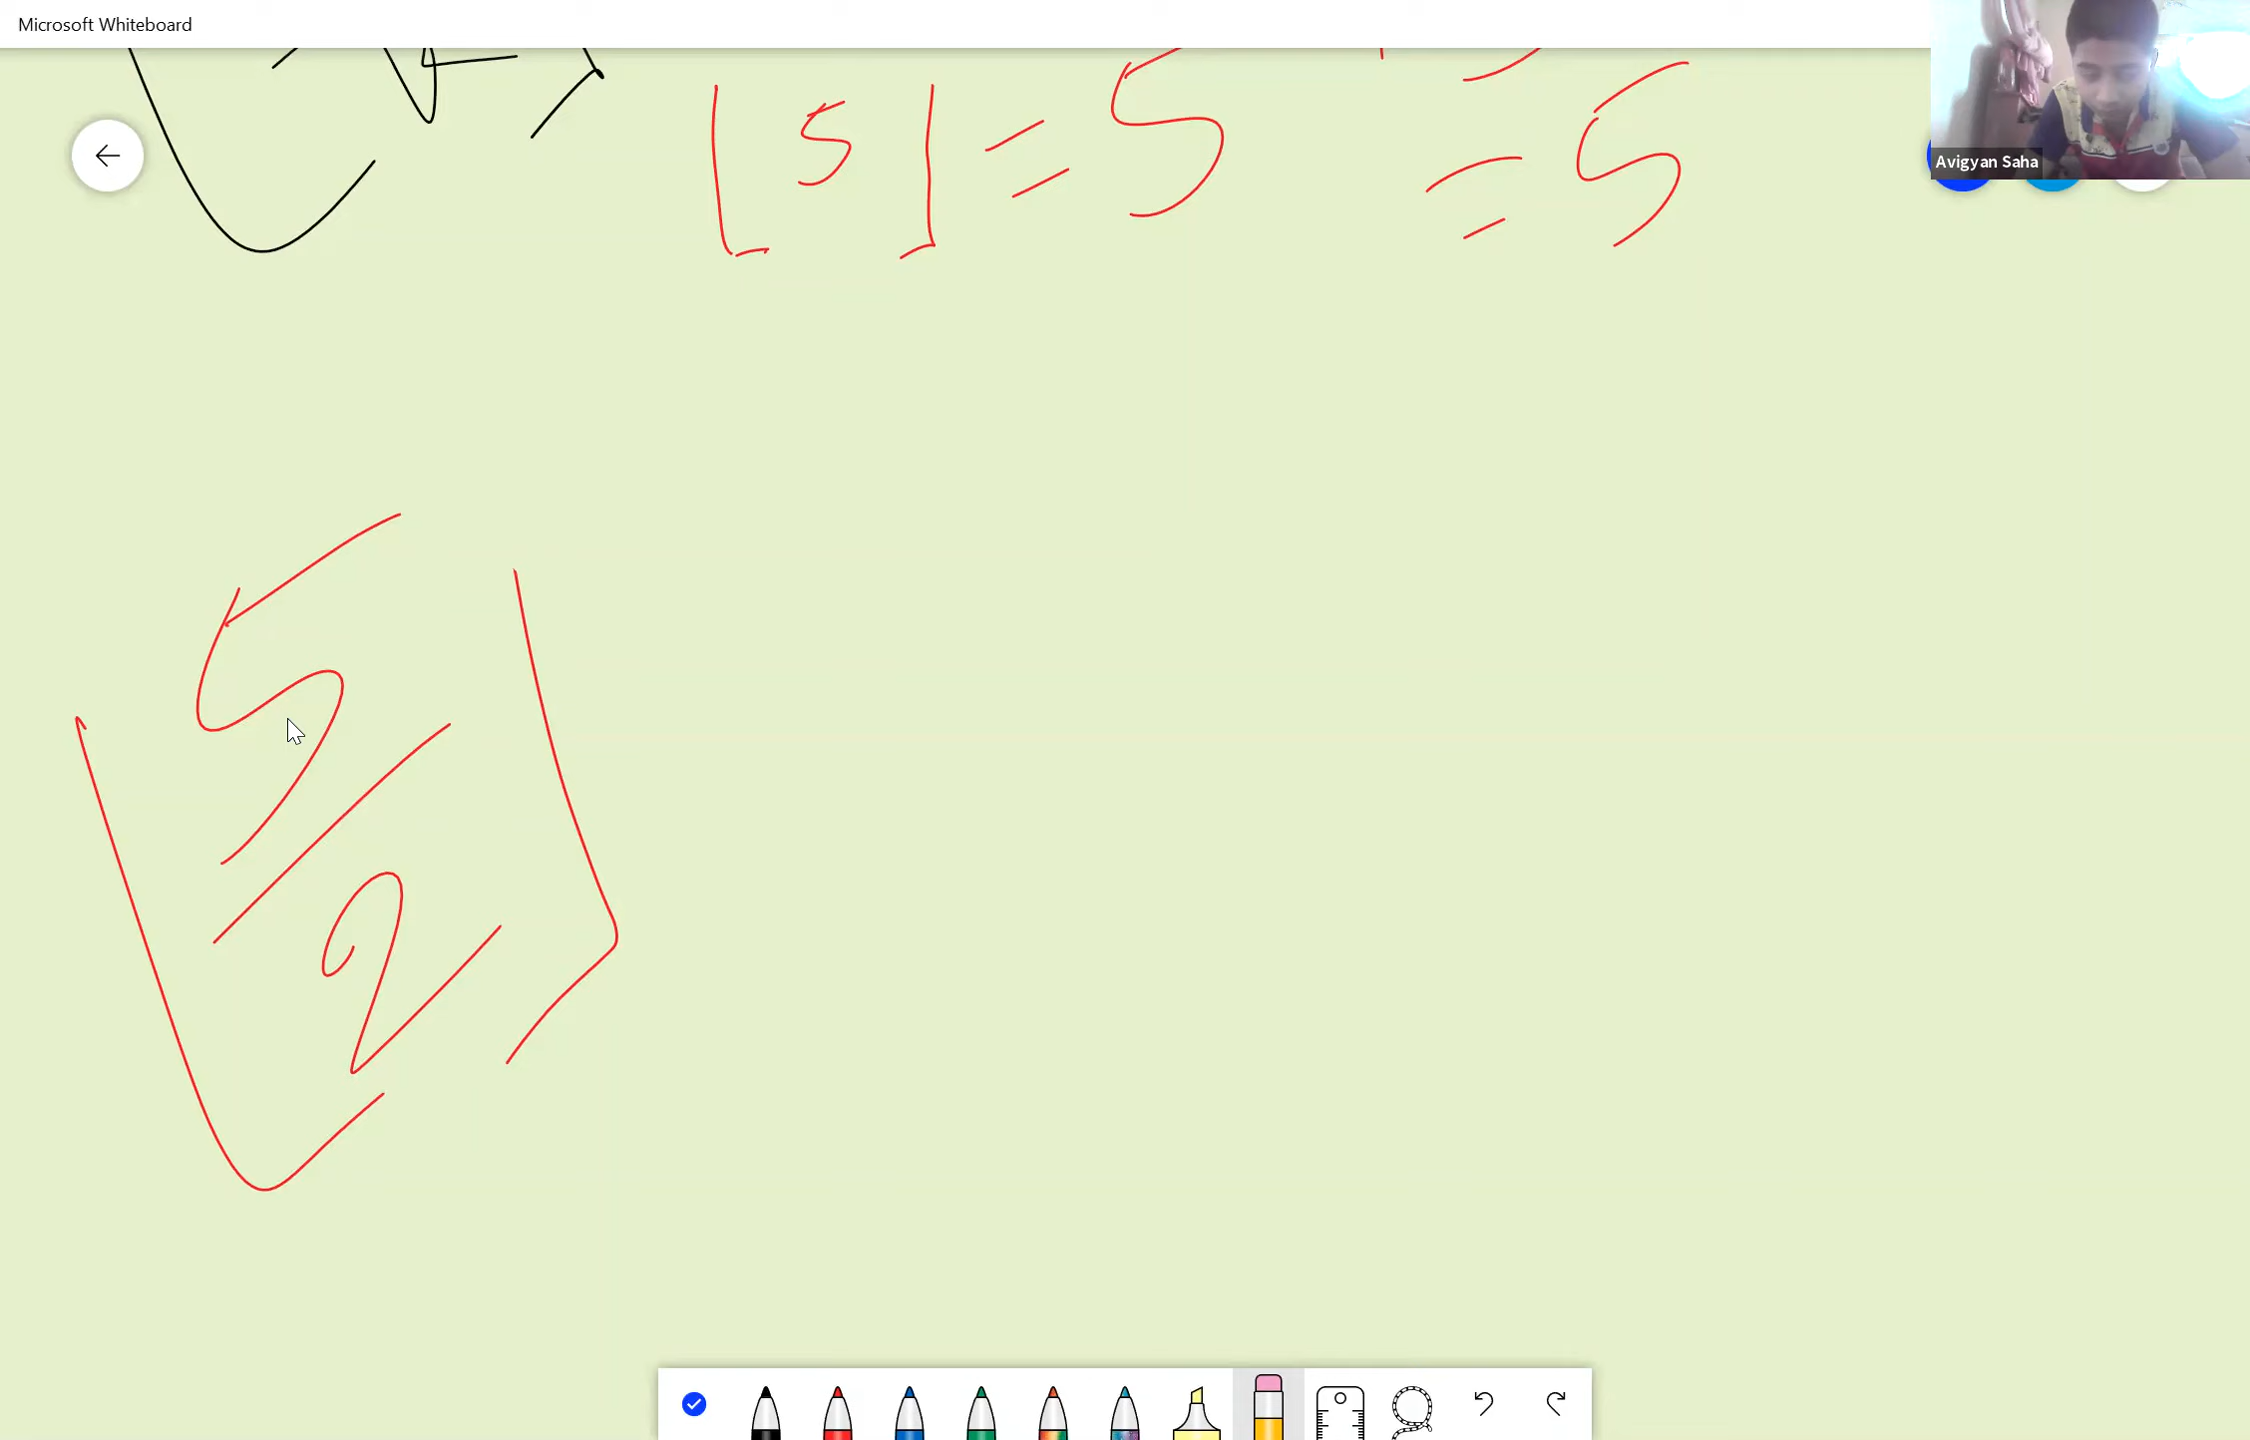 Microsoft Whiteboard
Avigyan Saha
⌊5⌋ = 5
= 5
⌊5/2⌋